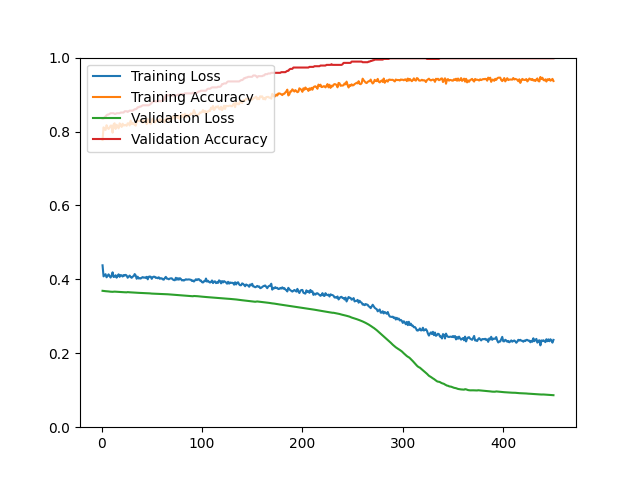 1.0
0.8
0.6
0.4
0.2
0.0
Training Loss
Training Accuracy
Validation Loss
Validation Accuracy
0 100 200 300 400